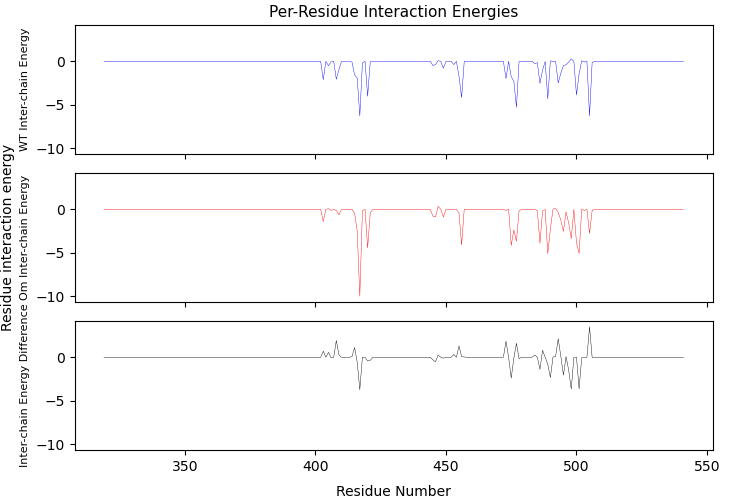 Per-Residue Interaction Energies
WT Inter-chain Energy
0
−5
−10
Residue interaction energy
Om Inter-chain Energy
0
−5
−10
Inter-chain Energy Difference
0
−5
−10
350
400
450
500
550
Residue Number